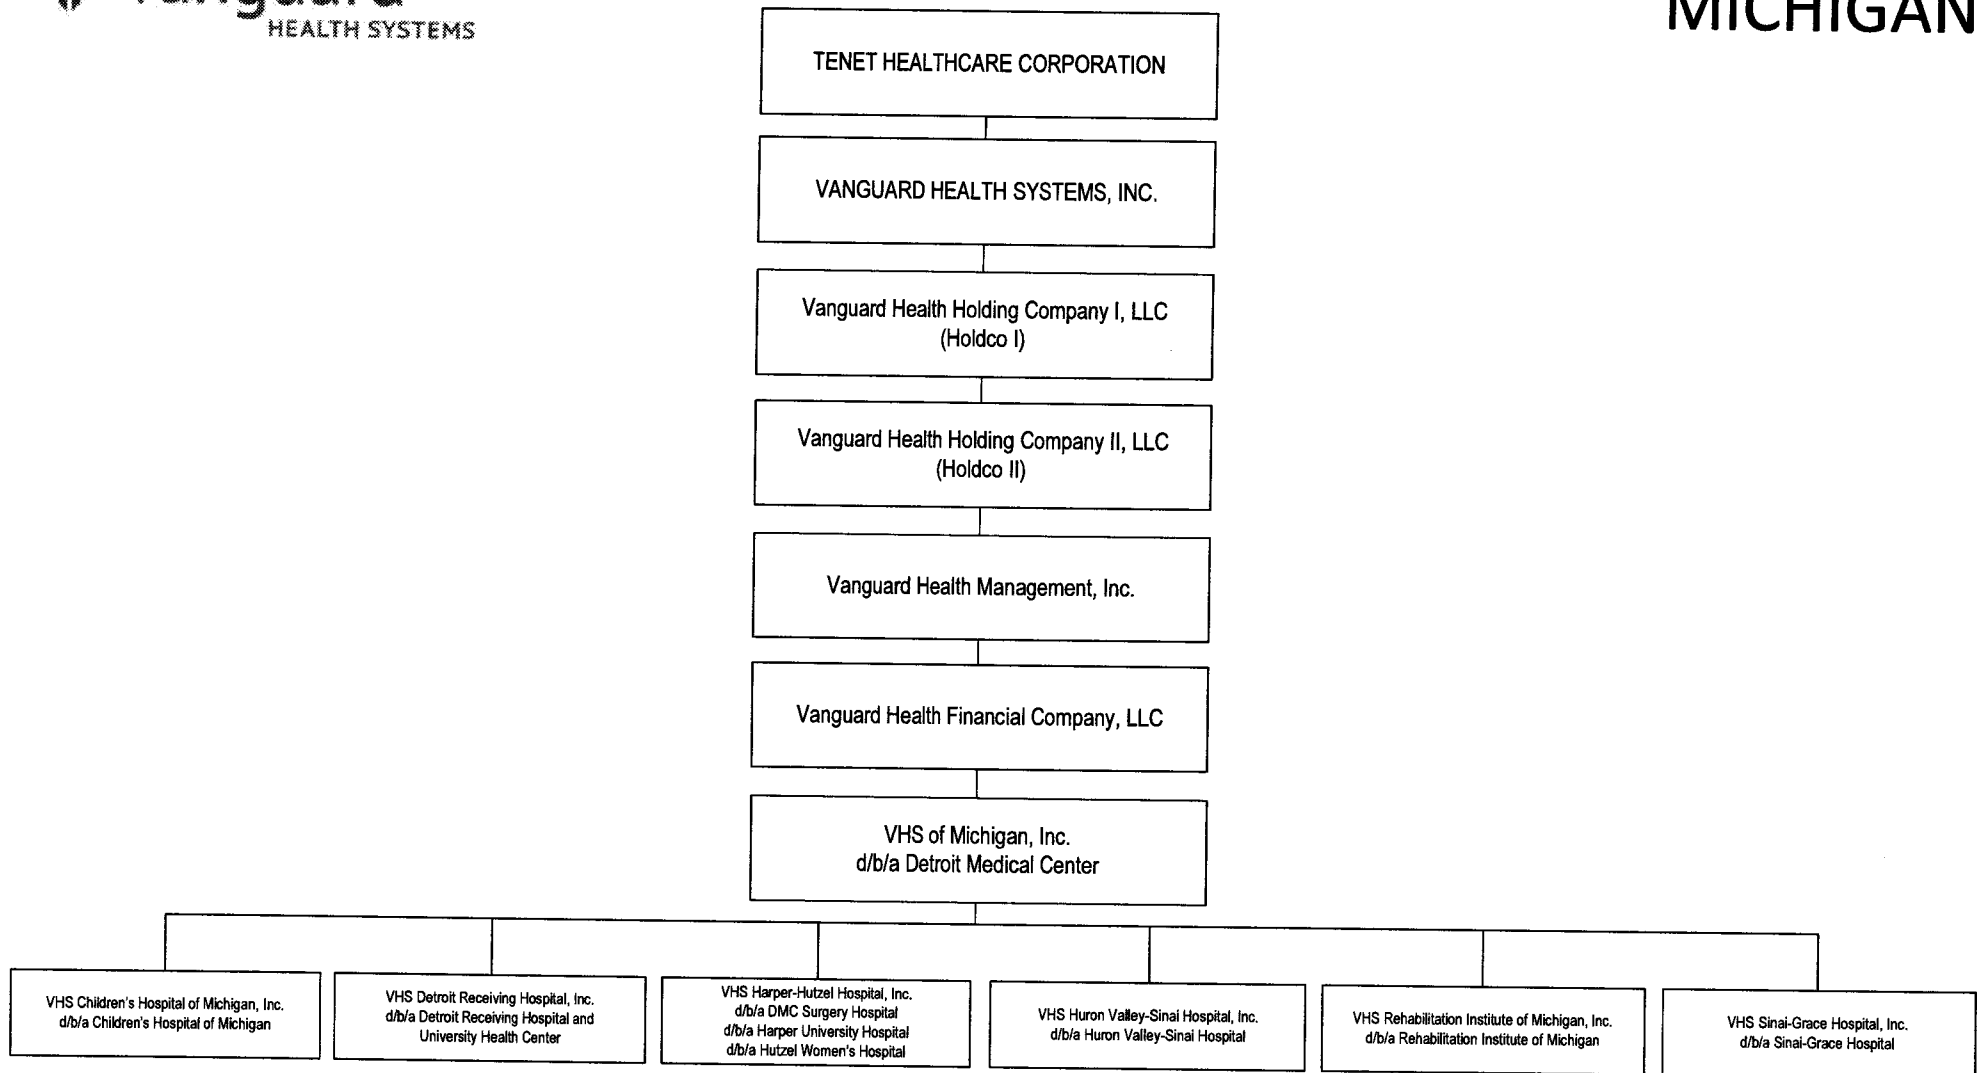 Vanguard
HEALTH SYSTEMS
MICHIGAN
TENET HEALTHCARE CORPORATION
VANGUARD HEALTH SYSTEMS, INC.
Vanguard Health Holding Company I, LLC
(Holdco I)
Vanguard Health Holding Company II, LLC
(Holdco II)
Vanguard Health Management, Inc.
Vanguard Health Financial Company, LLC
VHS of Michigan, Inc.
d/b/a Detroit Medical Center
VHS Children's Hospital of Michigan, Inc.
d/b/a Children's Hospital of Michigan
VHS Detroit Receiving Hospital, Inc.
d/b/a Detroit Receiving Hospital and
University Health Center
VHS Harper-Hutzel Hospital, Inc.
d/b/a DMC Surgery Hospital
d/b/a Harper University Hospital
d/b/a Hutzel Women's Hospital
VHS Huron Valley-Sinai Hospital, Inc.
d/b/a Huron Valley-Sinai Hospital
VHS Rehabilitation Institute of Michigan, Inc.
d/b/a Rehabilitation Institute of Michigan
VHS Sinai-Grace Hospital, Inc.
d/b/a Sinai-Grace Hospital